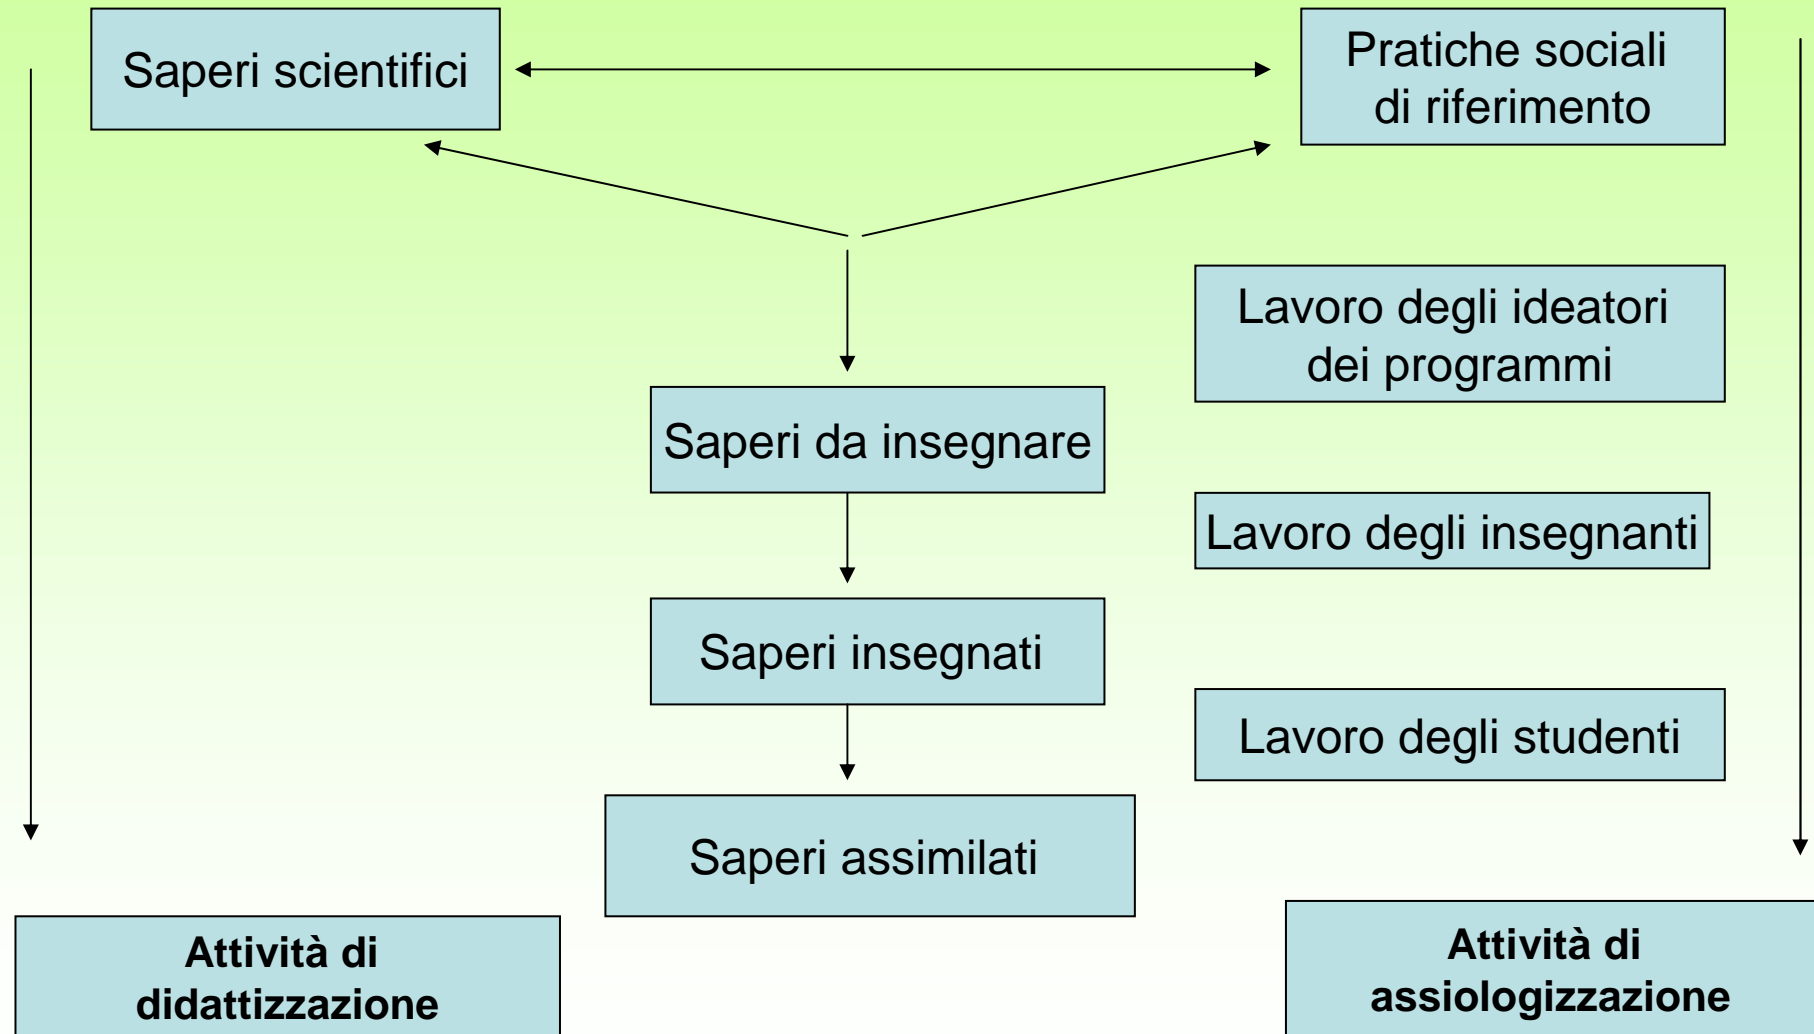 Saperi scientifici
Pratiche sociali
di riferimento
Lavoro degli ideatori
dei programmi
Saperi da insegnare
Lavoro degli insegnanti
Saperi insegnati
Lavoro degli studenti
Saperi assimilati
Attività di
didattizzazione
Attività di
assiologizzazione